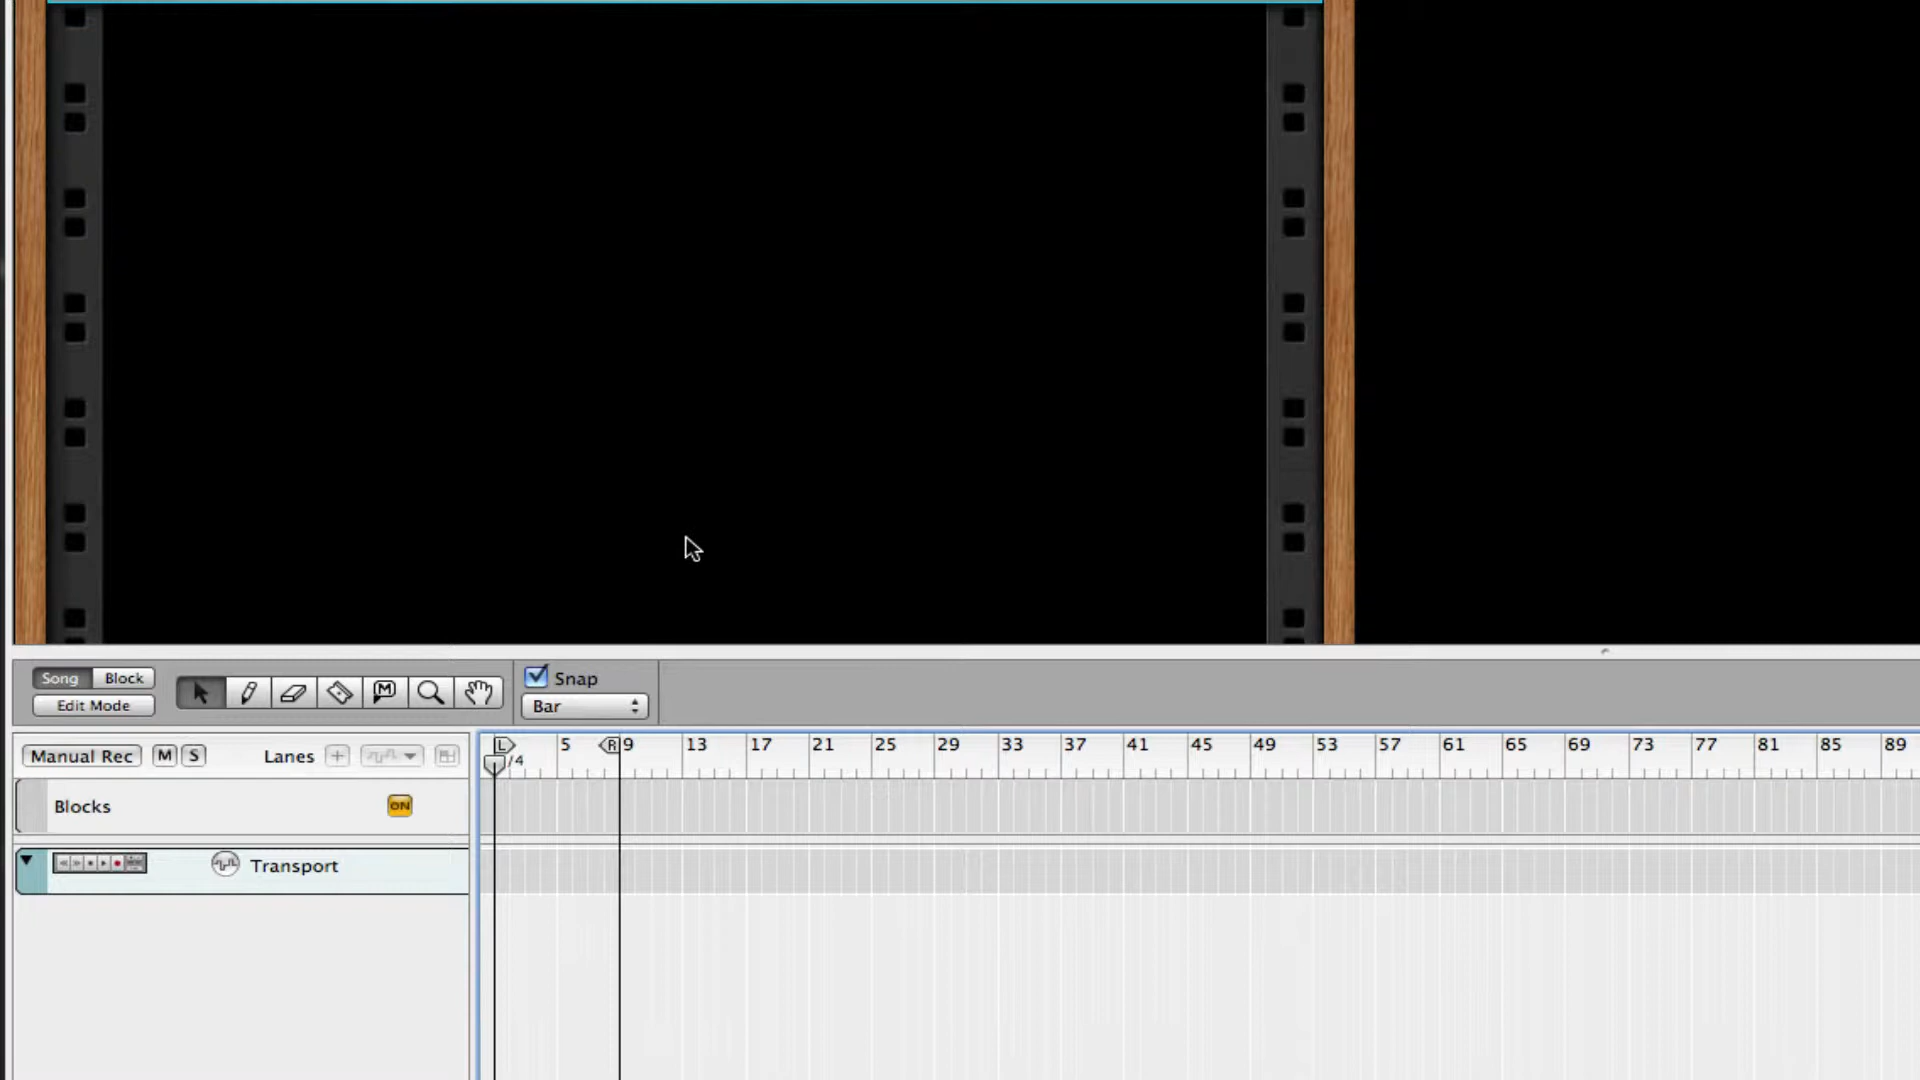 Song Block
Snap
Edit Mode
M
Bar
L
5
R
9 13 17 21 25 29 33 37 41 45 49 53 57 61 65 69 73 77 81 85 89
/4
Manual Rec M S Lanes +
Blocks ON
Transport